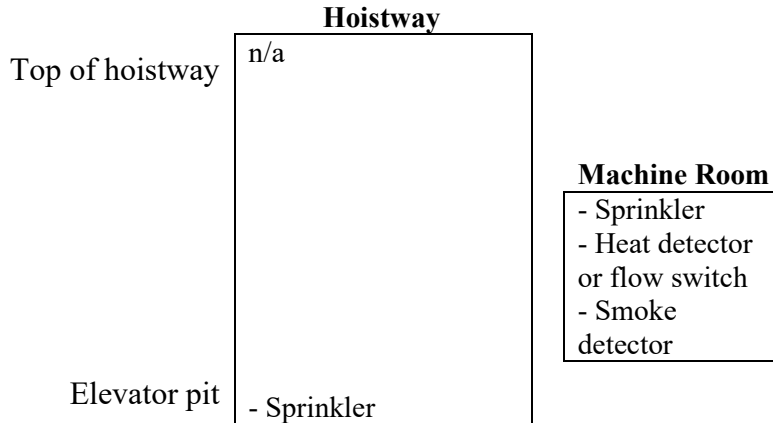 Hoistway
Top of hoistway
n/a
Machine Room
- Sprinkler
- Heat detector
or flow switch
- Smoke
detector
Elevator pit
- Sprinkler